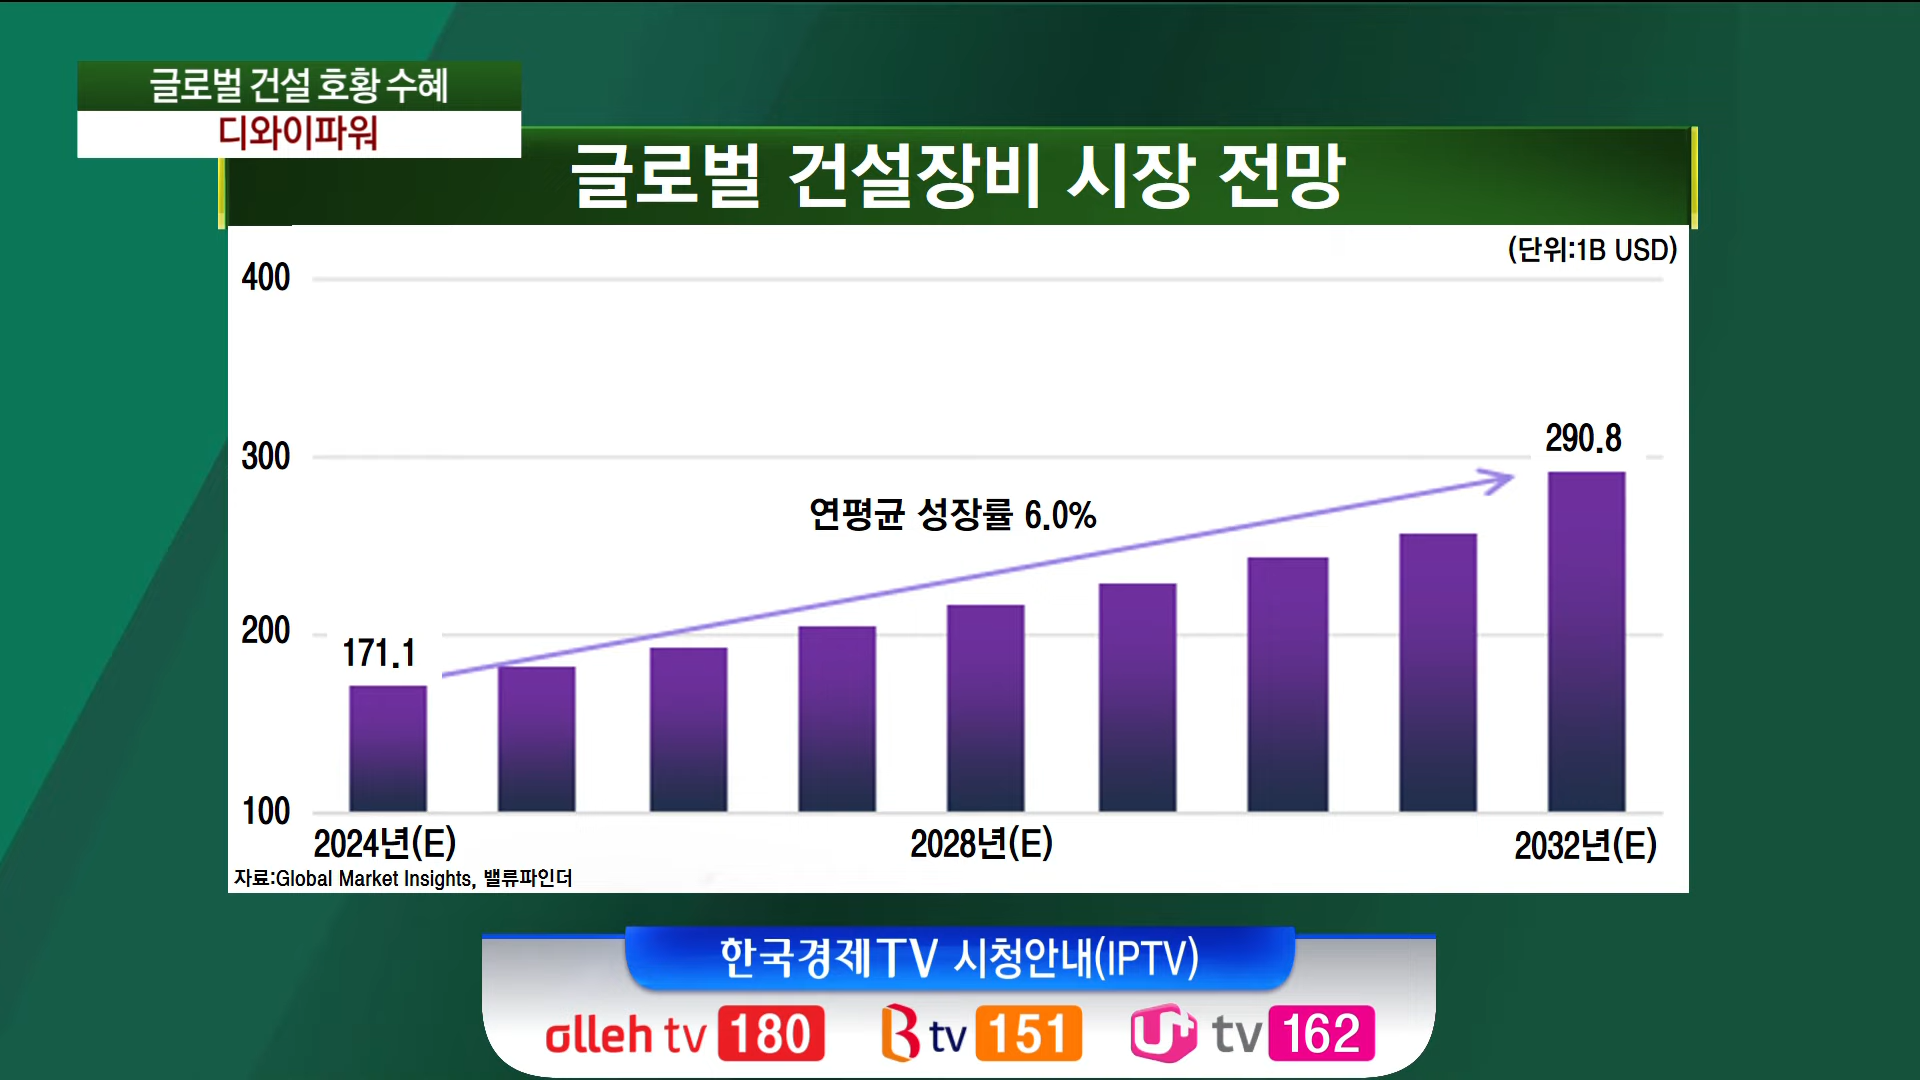 글로벌 건설 호황 수혜
디와이파워
글로벌 건설장비 시장 전망
(단위:1B USD)
400
300
200
100
290.8
연평균 성장률 6.0%
171.1
2024년(E)
2028년(E)
2032년(E)
자료:Global Market Insights, 밸류파인더
한국경제TV 시청안내(IPTV)
olleh tv 180
B tv 151
U+ tv 162